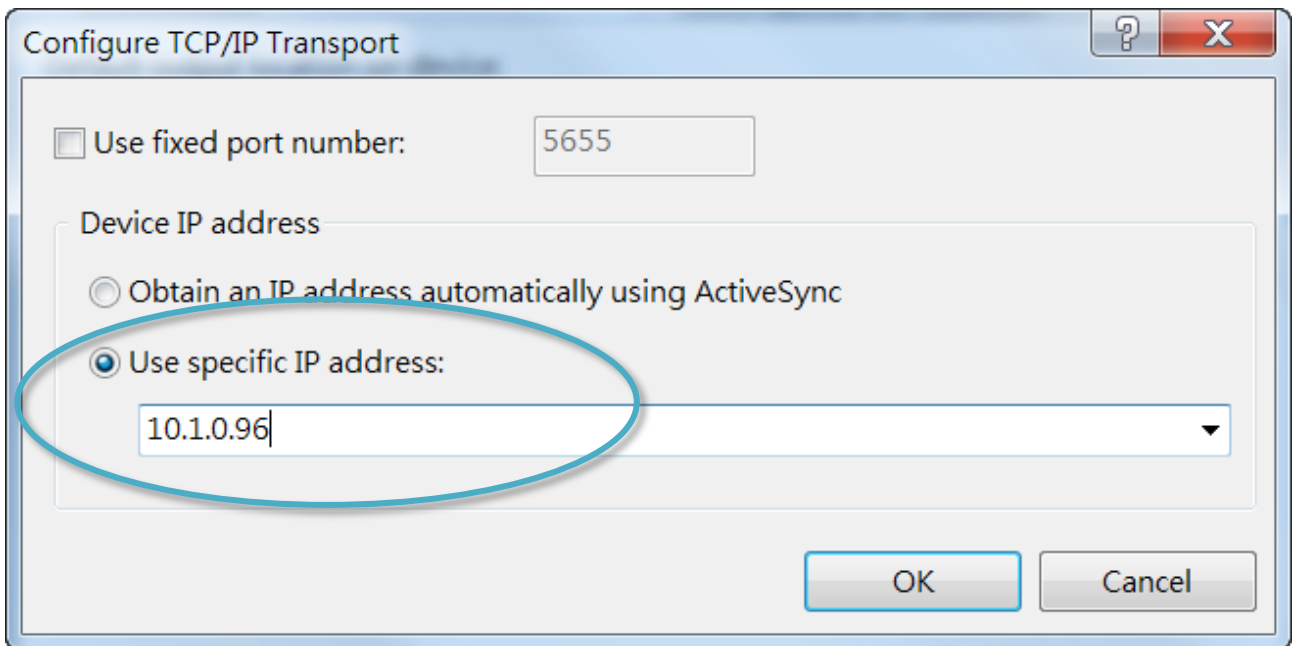 Configure TCP/IP Transport
Use fixed port number: 5655
Device IP address
Obtain an IP address automatically using ActiveSync
Use specific IP address:
10.1.0.96
OK Cancel